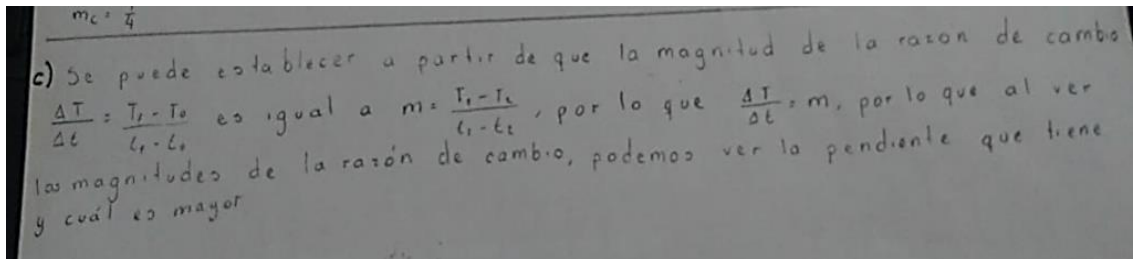 mc = 1/4
c) Se puede establecer a partir de que la magnitud de la razon de cambio
ΔT/Δt = T₁ - T₀/t₁ - t₀ es igual a m = T₁ - T₂/t₁ - t₂, por lo que ΔT/Δt = m, por lo que al ver
las magnitudes de la razón de cambio, podemos ver la pendiente que tiene
y cuál es mayor